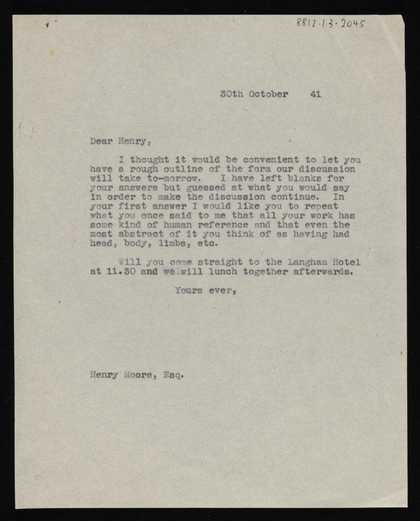 8812.1.3.2045
30th October 41
Dear Henry,
I thought it would be convenient to let you
have a rough outline of the form our discussion
will take to-morrow. I have left blanks for
your answers but guessed at what you would say
in order to make the discussion continue. In
your first answer I would like you to repeat
what you once said to me that all your work has
some kind of human reference and that even the
most abstract of it you think of as having had
head, body, limbs, etc.
Will you come straight to the Langham Hotel
at 11.30 and we will lunch together afterwards.
Yours ever,
Henry Moore, Esq.